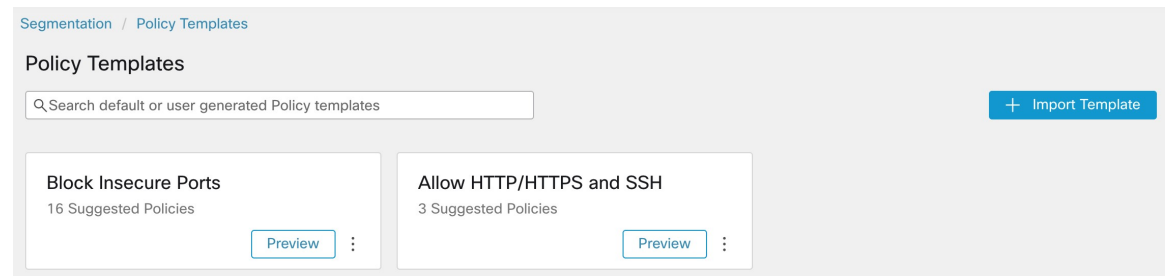 Segmentation / Policy Templates
Policy Templates
Search default or user generated Policy templates
+ Import Template
Block Insecure Ports
16 Suggested Policies
Preview
Allow HTTP/HTTPS and SSH
3 Suggested Policies
Preview